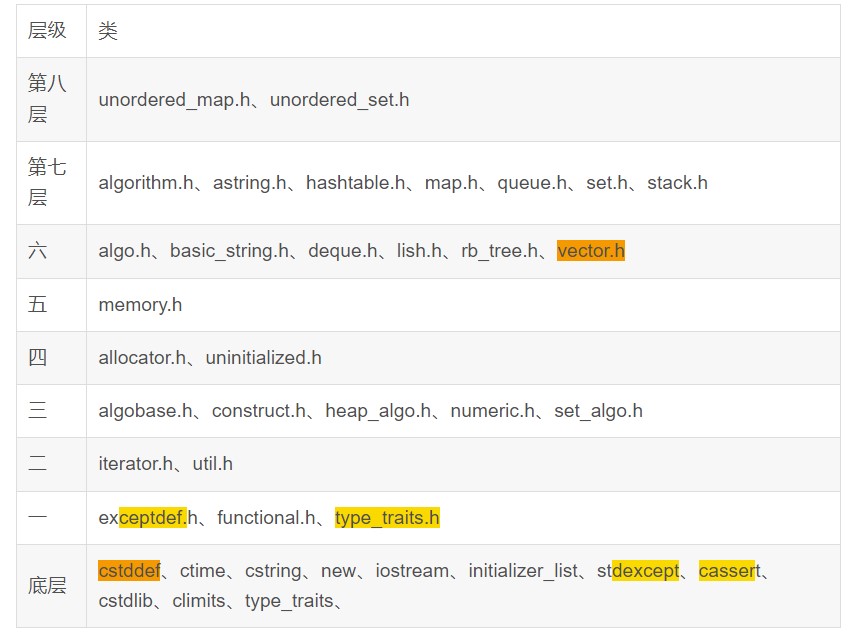 层级 类
第八层 unordered_map.h、unordered_set.h
第七层 algorithm.h、astring.h、hashtable.h、map.h、queue.h、set.h、stack.h
六 algo.h、basic_string.h、deque.h、lish.h、rb_tree.h、vector.h
五 memory.h
四 allocator.h、uninitialized.h
三 algobase.h、construct.h、heap_algo.h、numeric.h、set_algo.h
二 iterator.h、util.h
一 exceptdef.h、functional.h、type_traits.h
底层 cstddef、ctime、cstring、new、iostream、initializer_list、stdexcept、cassert、
cstdlib、climits、type_traits、